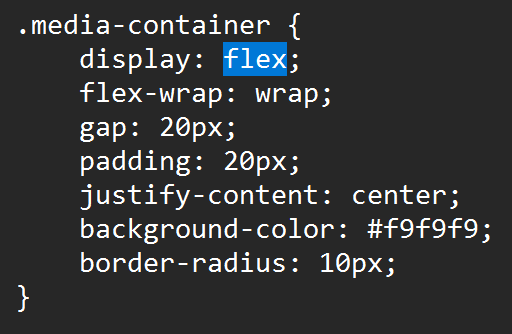 .media-container {
    display: flex;
    flex-wrap: wrap;
    gap: 20px;
    padding: 20px;
    justify-content: center;
    background-color: #f9f9f9;
    border-radius: 10px;
}